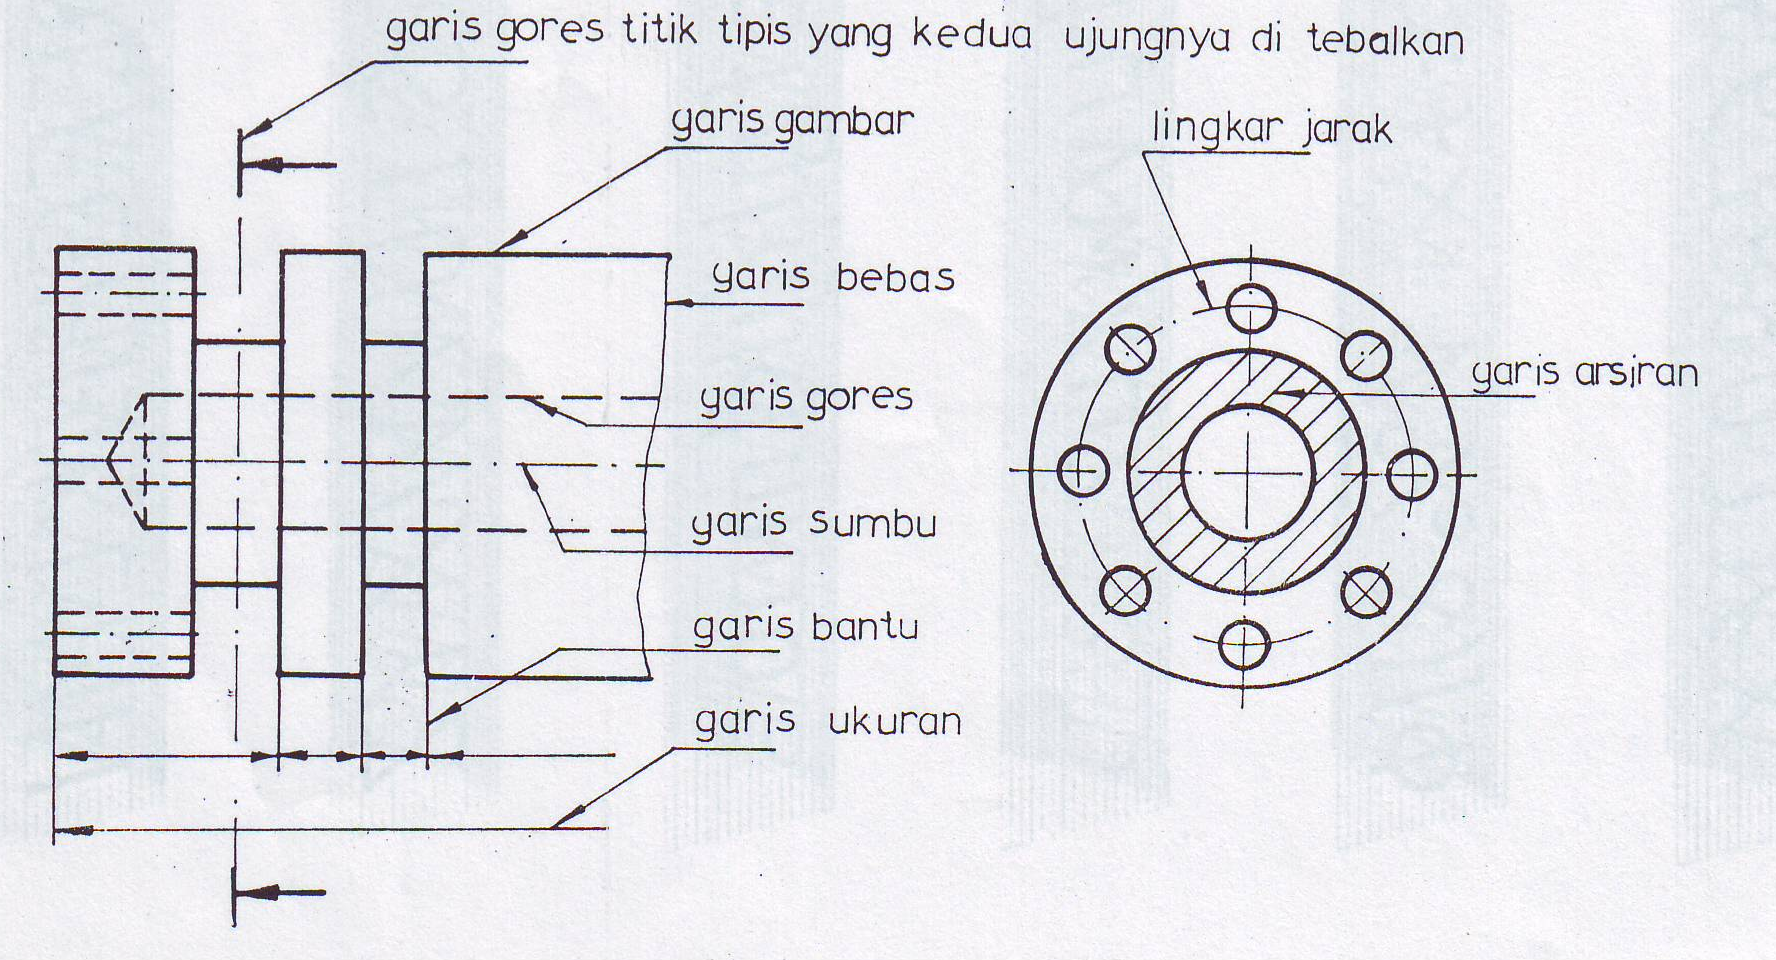 garis gores titik tipis yang kedua ujungnya di tebalkan
garis gambar
lingkar jarak
garis bebas
garis gores
garis arsiran
garis sumbu
garis bantu
garis ukuran